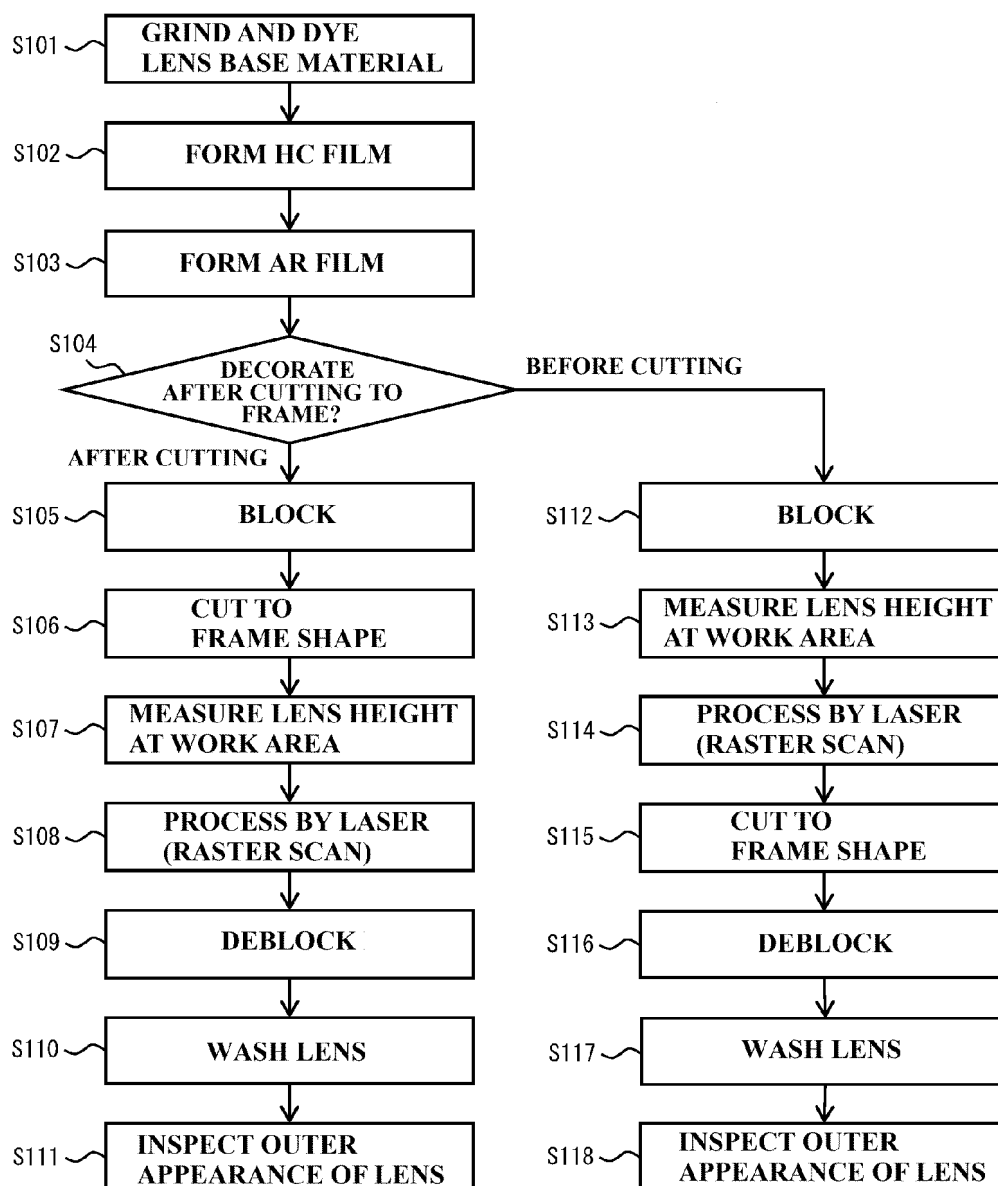 S101
GRIND AND DYE
LENS BASE MATERIAL
S102
FORM HC FILM
S103
FORM AR FILM
S104
DECORATE
AFTER CUTTING TO
FRAME?
BEFORE CUTTING
AFTER CUTTING
S105
BLOCK
S106
CUT TO
FRAME SHAPE
S107
MEASURE LENS HEIGHT
AT WORK AREA
S108
PROCESS BY LASER
(RASTER SCAN)
S109
DEBLOCK
S110
WASH LENS
S111
INSPECT OUTER
APPEARANCE OF LENS
S112
BLOCK
S113
MEASURE LENS HEIGHT
AT WORK AREA
S114
PROCESS BY LASER
(RASTER SCAN)
S115
CUT TO
FRAME SHAPE
S116
DEBLOCK
S117
WASH LENS
S118
INSPECT OUTER
APPEARANCE OF LENS